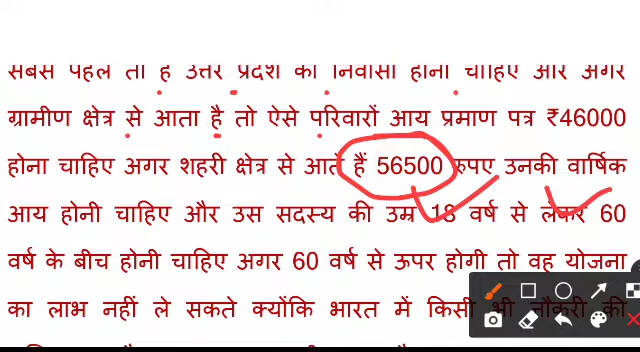 सबसे पहले तो है उत्तर प्रदेश का निवासी होना चाहिए और अगर
ग्रामीण क्षेत्र से आता है तो ऐसे परिवारों आय प्रमाण पत्र ₹46000
होना चाहिए अगर शहरी क्षेत्र से आते हैं 56500 रुपए उनकी वार्षिक
आय होनी चाहिए और उस सदस्य की उम्र 18 वर्ष से लेकर 60
वर्ष के बीच होनी चाहिए अगर 60 वर्ष से ऊपर होगी तो वह योजना
का लाभ नहीं ले सकते क्योंकि भारत में किसी भी नौकरी की